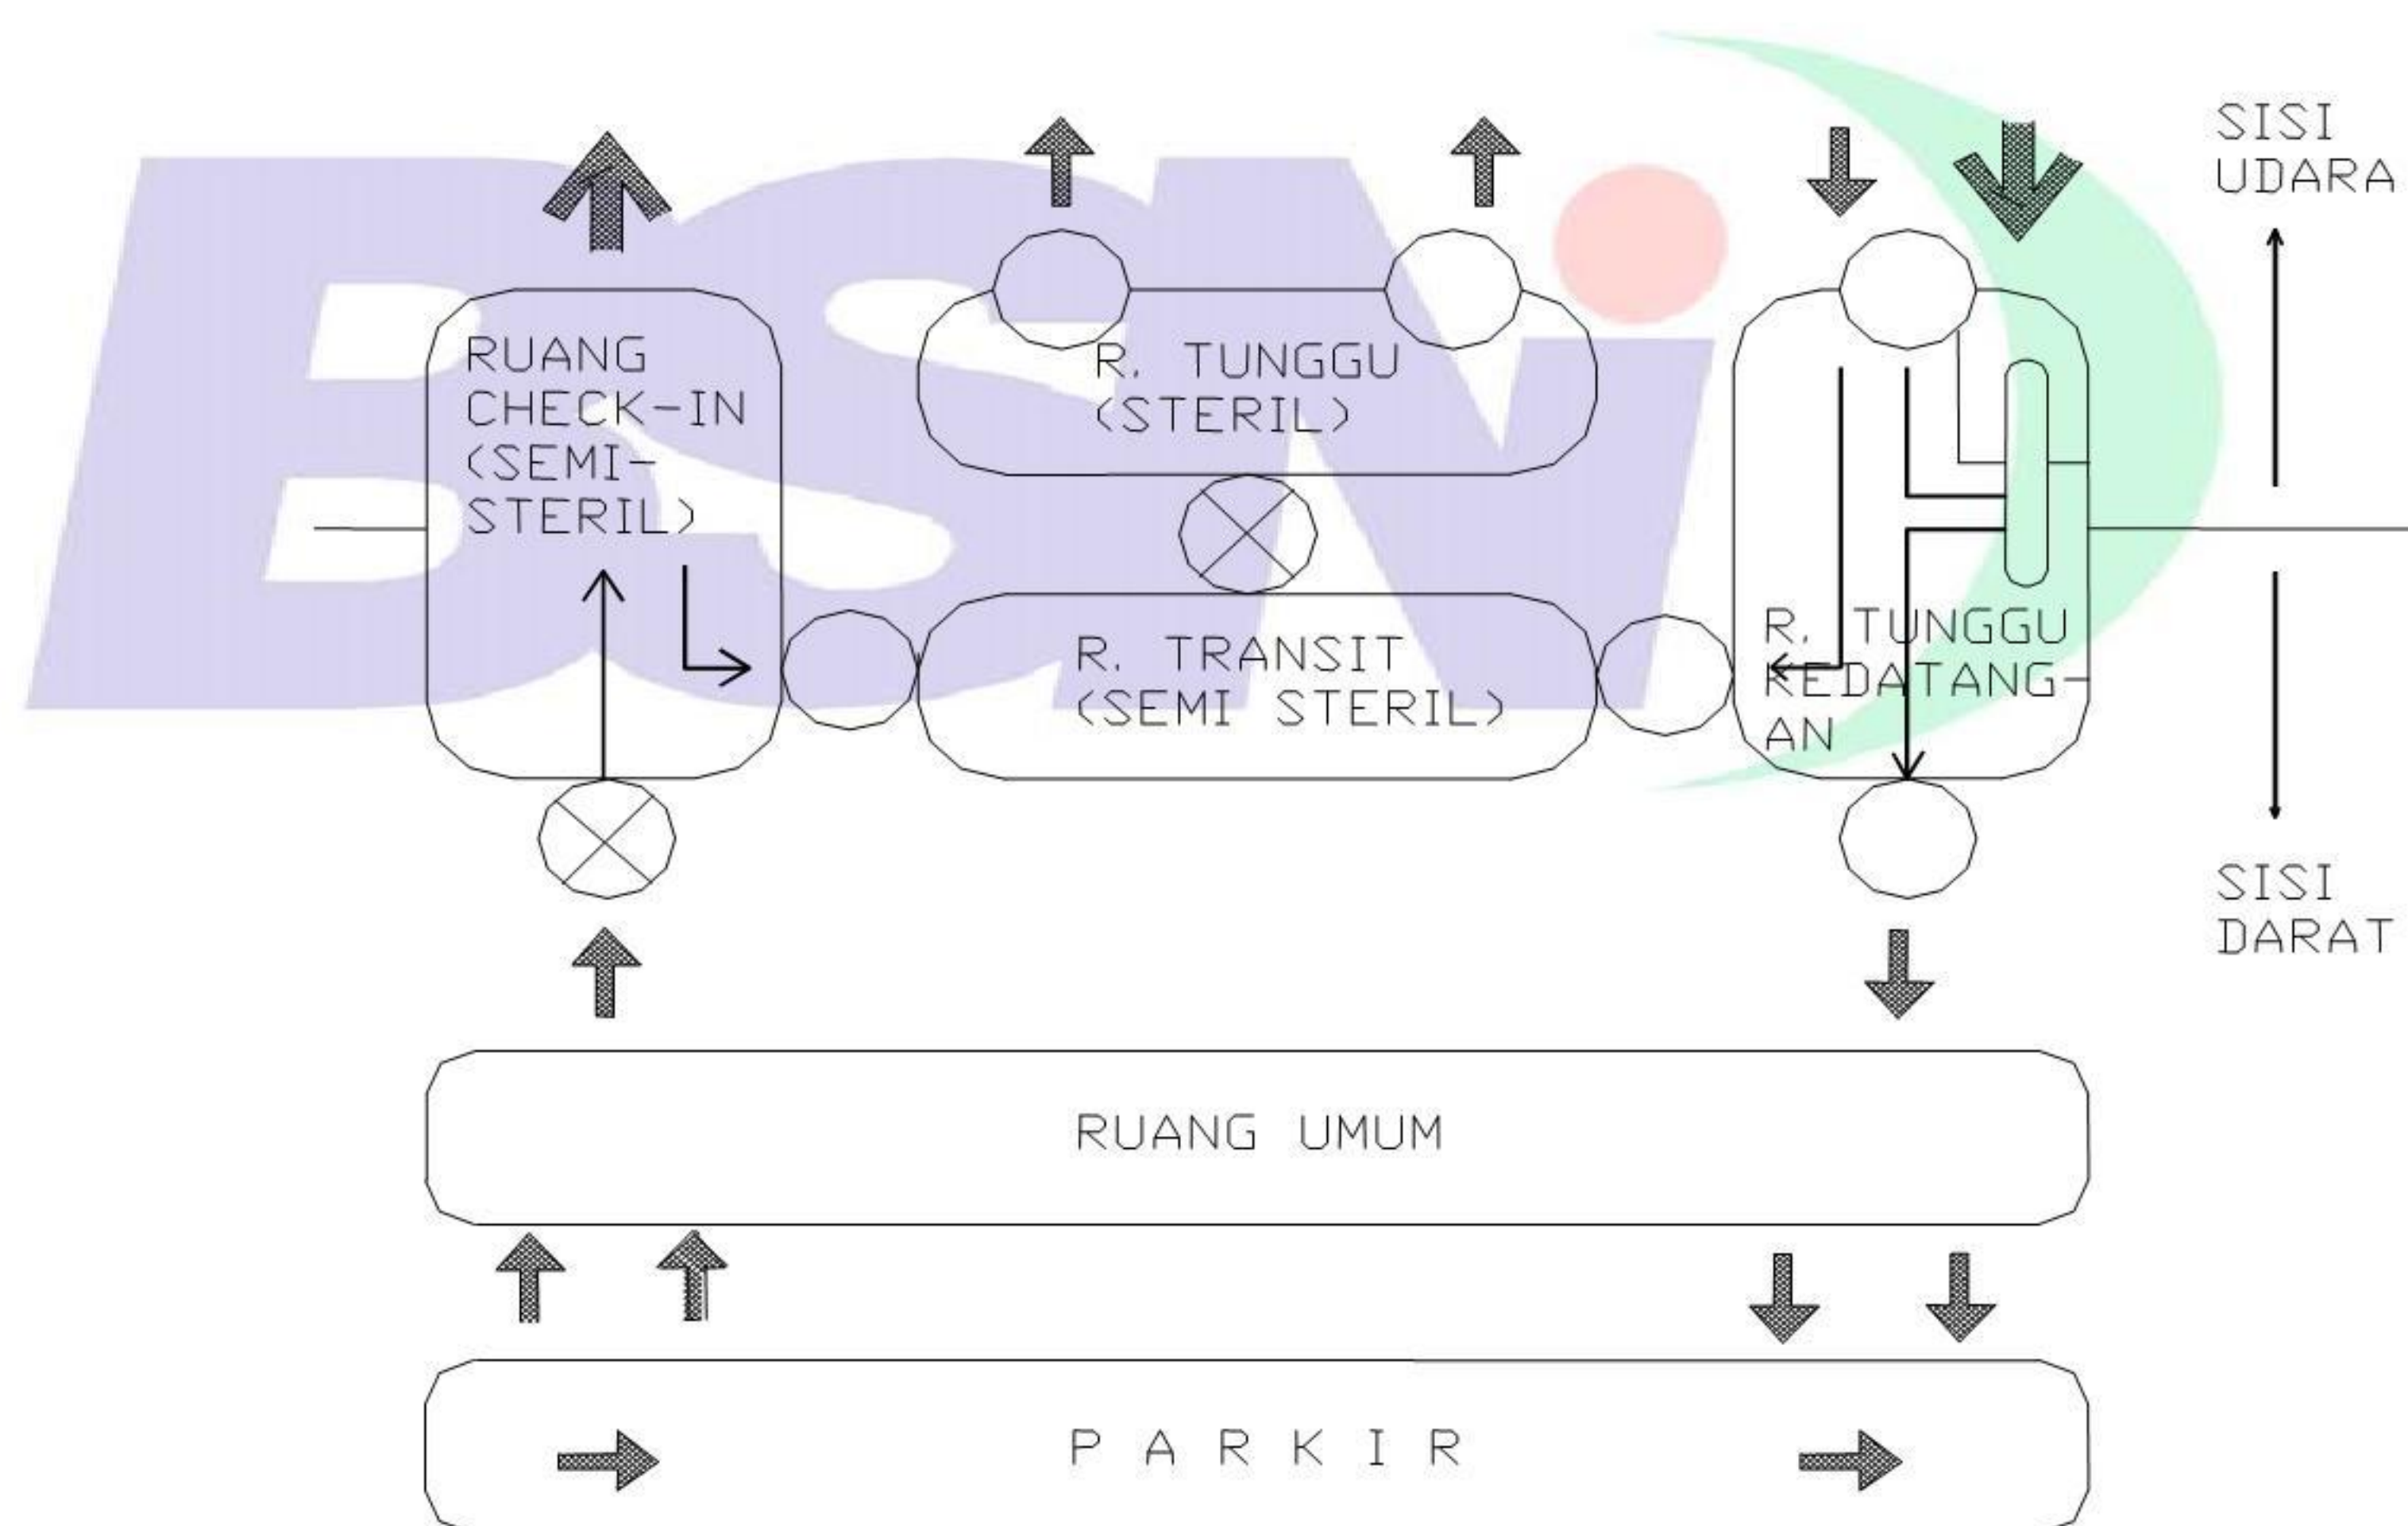 SISI
UDARA
RUANG
CHECK-IN
(SEMI-
STERIL)
R. TUNGGU
(STERIL)
R. TRANSIT
(SEMI STERIL)
R. TUNGGU
KEDATANG-
AN
SISI
DARAT
RUANG UMUM
P A R K I R
BSNi